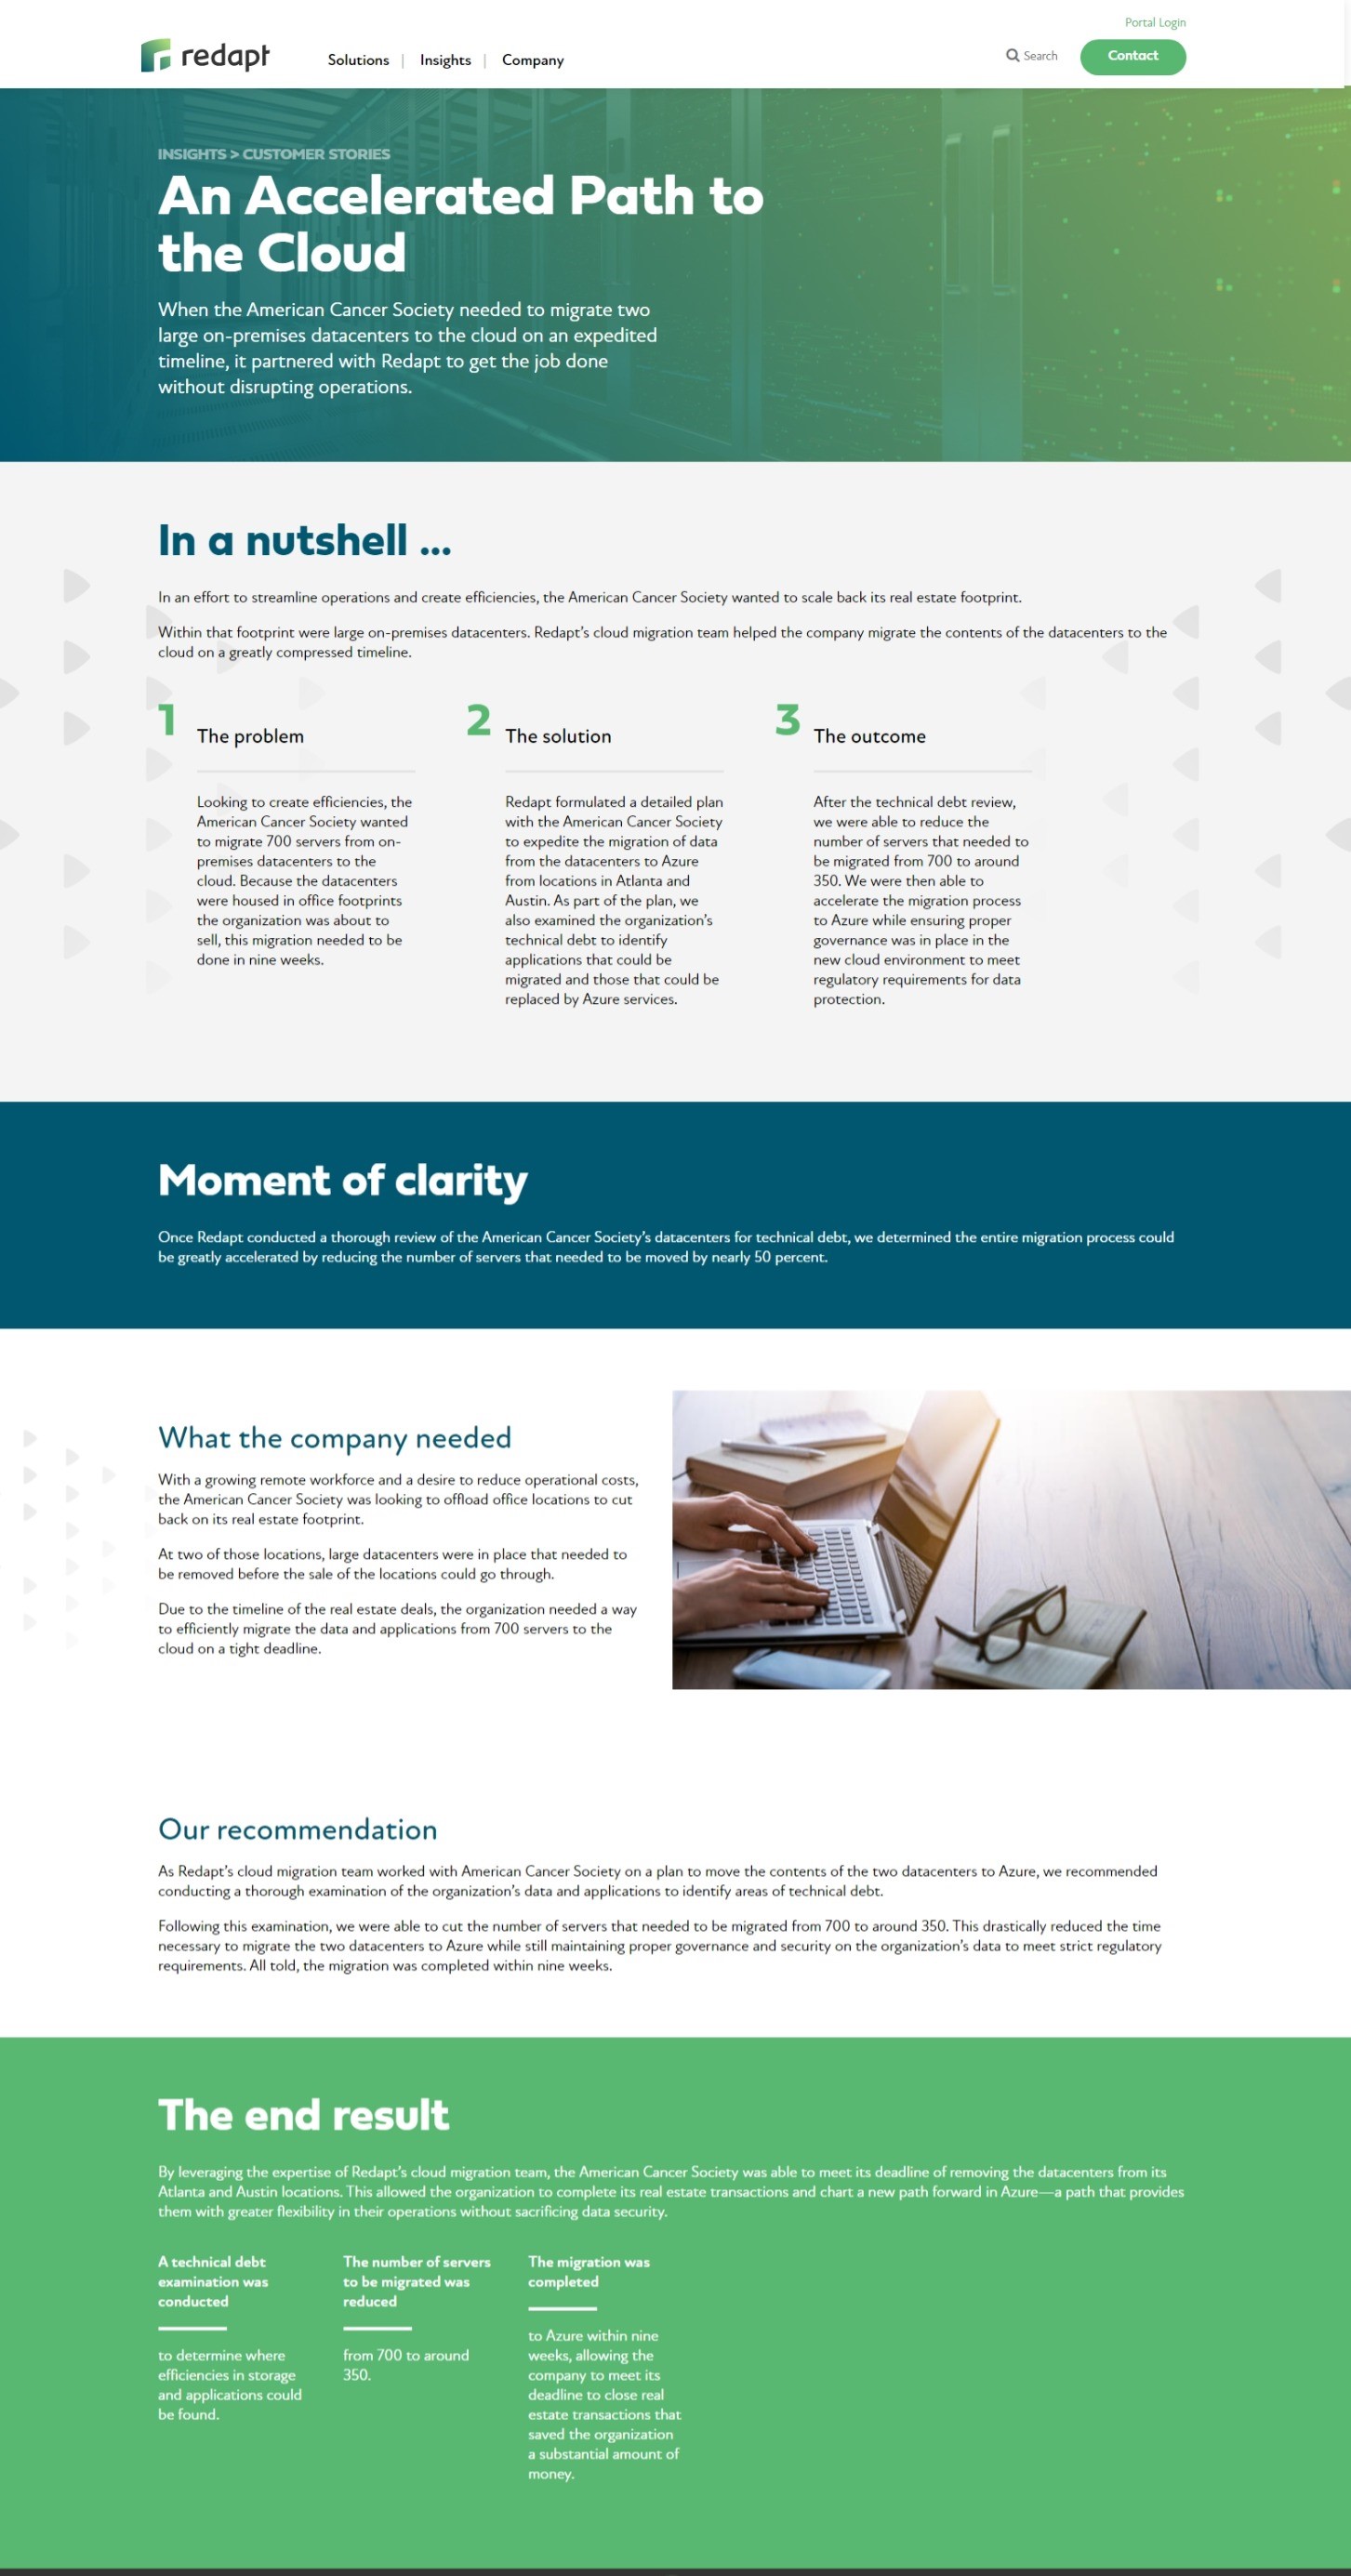 Portal Login
redapt
Solutions | Insights | Company
Search
Contact
INSIGHTS > CUSTOMER STORIES
An Accelerated Path to
the Cloud
When the American Cancer Society needed to migrate two
large on-premises datacenters to the cloud on an expedited
timeline, it partnered with Redapt to get the job done
without disrupting operations.
In a nutshell ...
In an effort to streamline operations and create efficiencies, the American Cancer Society wanted to scale back its real estate footprint.
Within that footprint were large on-premises datacenters. Redapt’s cloud migration team helped the company migrate the contents of the datacenters to the
cloud on a greatly compressed timeline.
1
The problem
Looking to create efficiencies, the
American Cancer Society wanted
to migrate 700 servers from on-
premises datacenters to the
cloud. Because the datacenters
were housed in office footprints
the organization was about to
sell, this migration needed to be
done in nine weeks.
2
The solution
Redapt formulated a detailed plan
with the American Cancer Society
to expedite the migration of data
from the datacenters to Azure
from locations in Atlanta and
Austin. As part of the plan, we
also examined the organization’s
technical debt to identify
applications that could be
migrated and those that could be
replaced by Azure services.
3
The outcome
After the technical debt review,
we were able to reduce the
number of servers that needed to
be migrated from 700 to around
350. We were then able to
accelerate the migration process
to Azure while ensuring proper
governance was in place in the
new cloud environment to meet
regulatory requirements for data
protection.
Moment of clarity
Once Redapt conducted a thorough review of the American Cancer Society’s datacenters for technical debt, we determined the entire migration process could
be greatly accelerated by reducing the number of servers that needed to be moved by nearly 50 percent.
What the company needed
With a growing remote workforce and a desire to reduce operational costs,
the American Cancer Society was looking to offload office locations to cut
back on its real estate footprint.
At two of those locations, large datacenters were in place that needed to
be removed before the sale of the locations could go through.
Due to the timeline of the real estate deals, the organization needed a way
to efficiently migrate the data and applications from 700 servers to the
cloud on a tight deadline.
Our recommendation
As Redapt’s cloud migration team worked with American Cancer Society on a plan to move the contents of the two datacenters to Azure, we recommended
conducting a thorough examination of the organization’s data and applications to identify areas of technical debt.
Following this examination, we were able to cut the number of servers that needed to be migrated from 700 to around 350. This drastically reduced the time
necessary to migrate the two datacenters to Azure while still maintaining proper governance and security on the organization’s data to meet strict regulatory
requirements. All told, the migration was completed within nine weeks.
The end result
By leveraging the expertise of Redapt’s cloud migration team, the American Cancer Society was able to meet its deadline of removing the datacenters from its
Atlanta and Austin locations. This allowed the organization to complete its real estate transactions and chart a new path forward in Azure—a path that provides
them with greater flexibility in their operations without sacrificing data security.
A technical debt
examination was
conducted
to determine where
efficiencies in storage
and applications could
be found.
The number of servers
to be migrated was
reduced
from 700 to around
350.
The migration was
completed
to Azure within nine
weeks, allowing the
company to meet its
deadline to close real
estate transactions that
saved the organization
a substantial amount of
money.